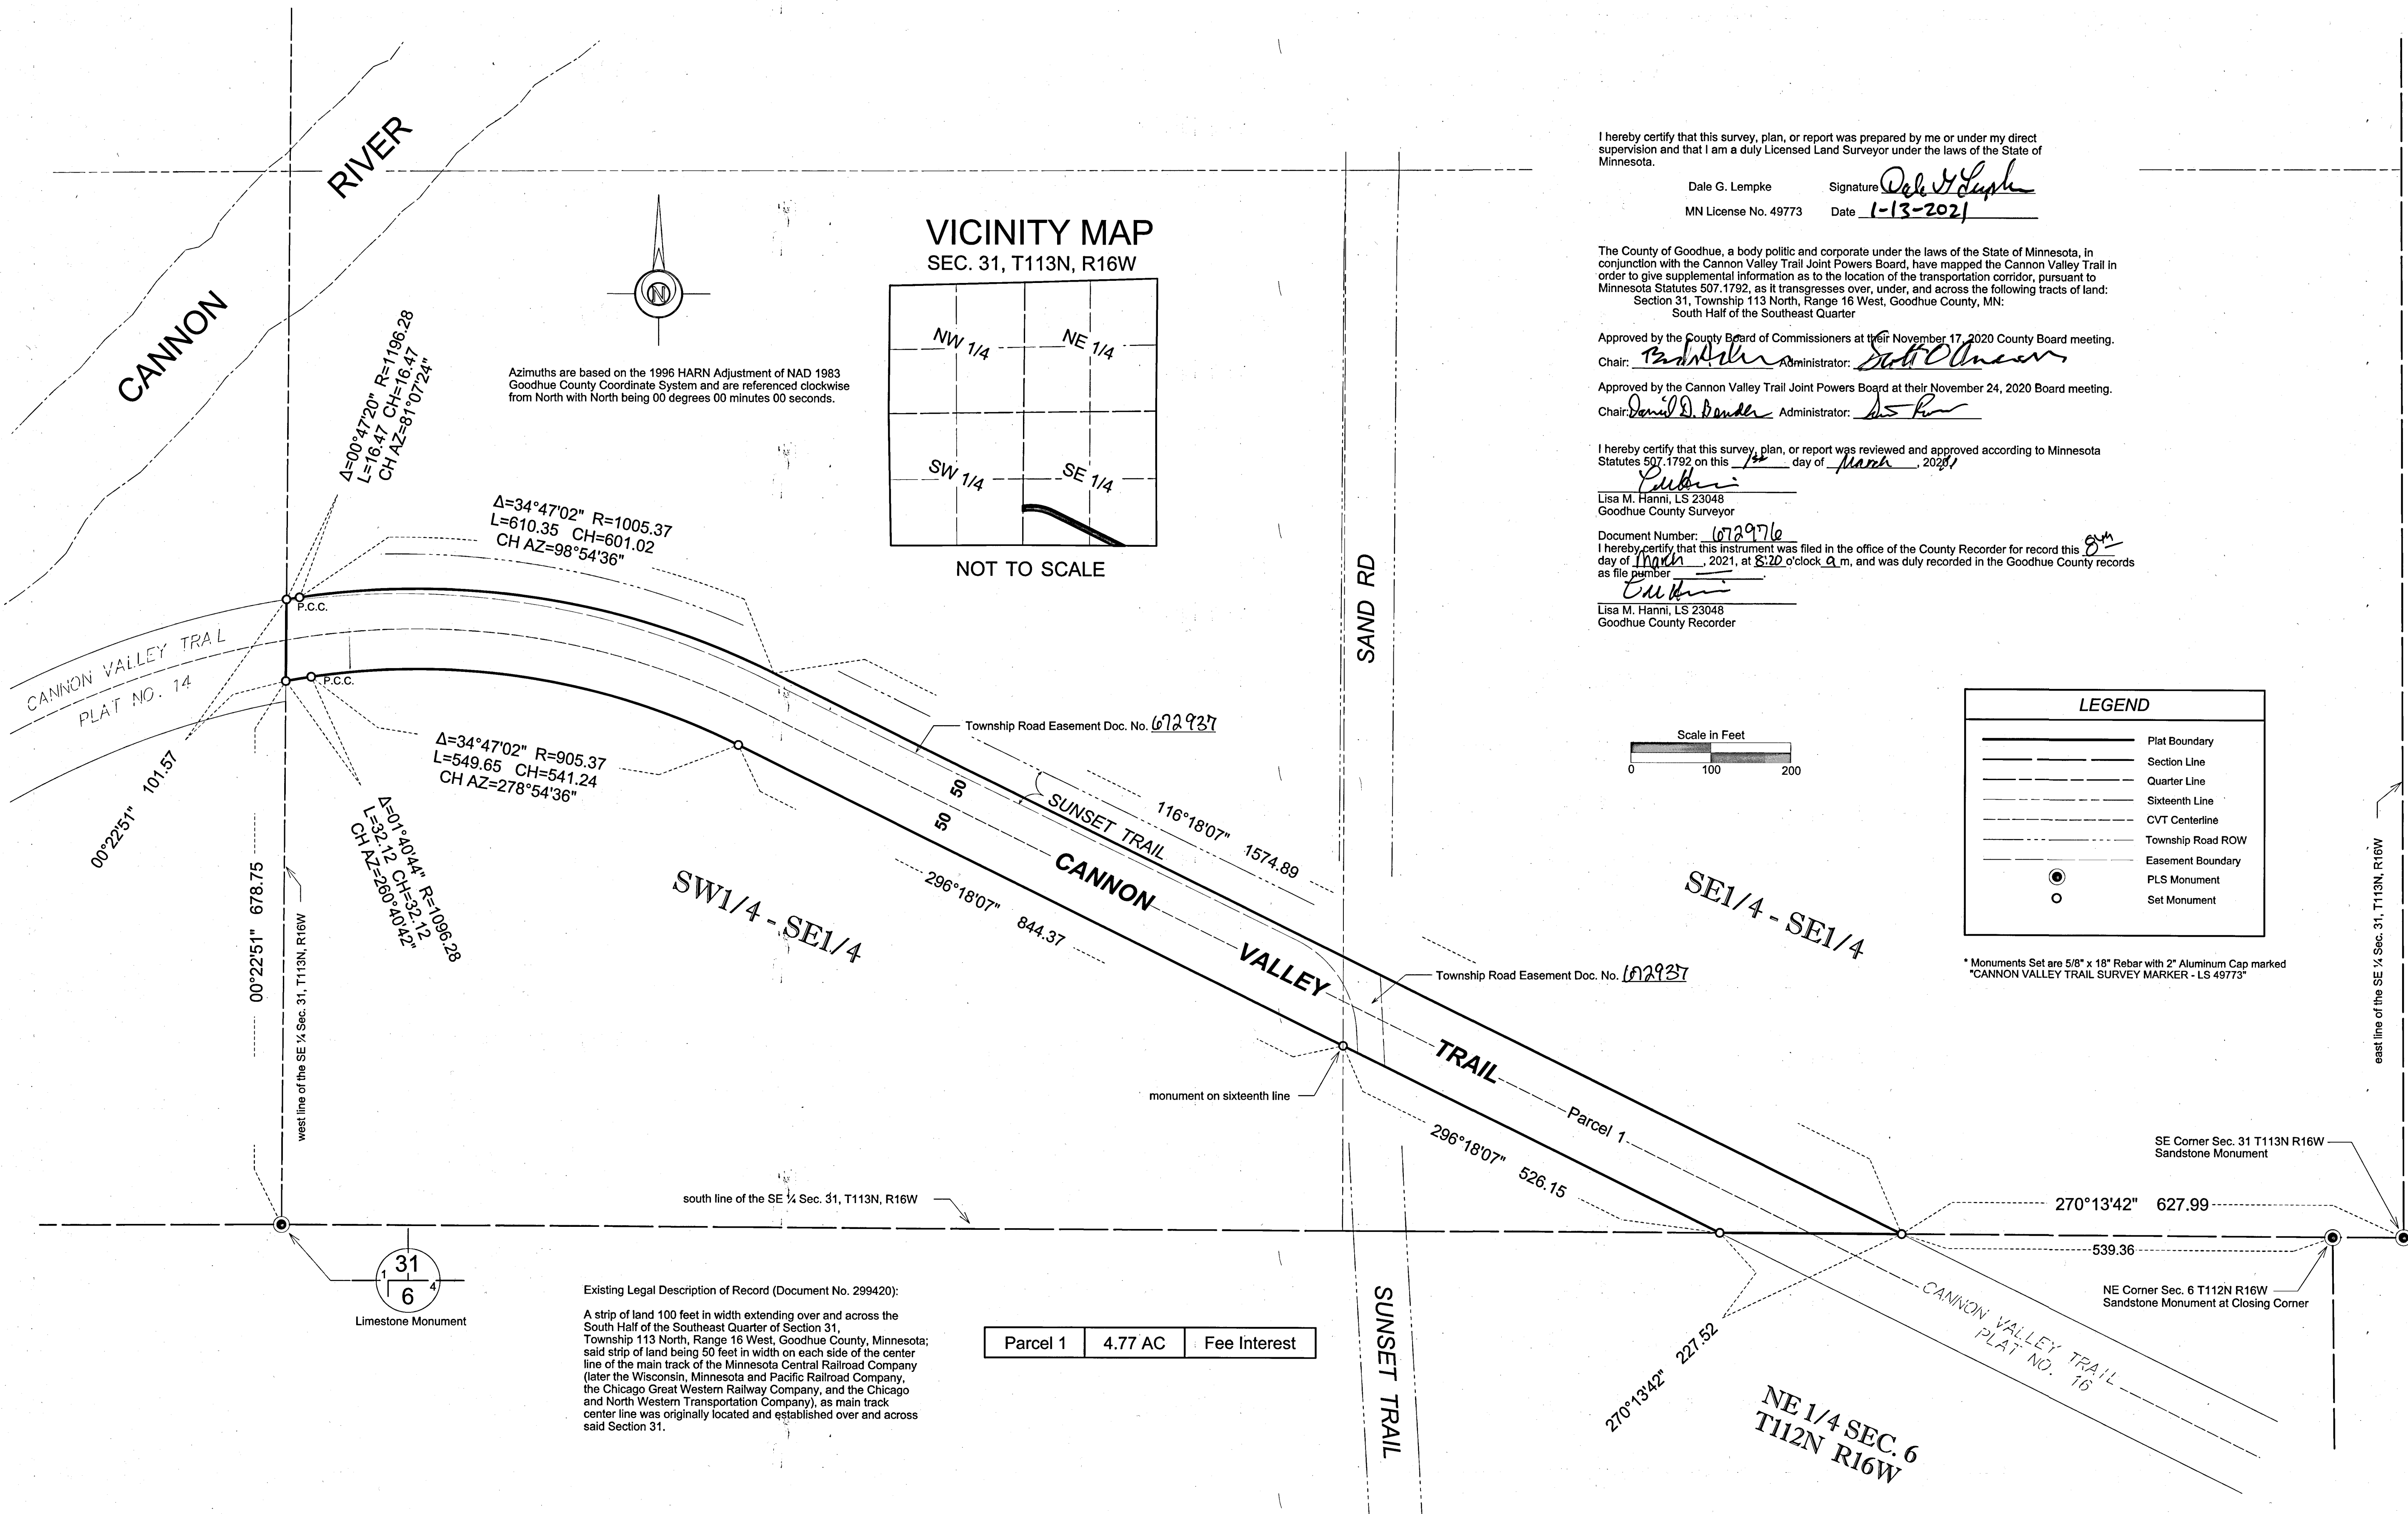 CANNON
RIVER
VICINITY MAP
SEC. 31, T113N, R16W
NW 1/4
NE 1/4
SW 1/4
SE 1/4
NOT TO SCALE
N
Azimuths are based on the 1996 HARN Adjustment of NAD 1983
Goodhue County Coordinate System and are referenced clockwise
from North with North being 00 degrees 00 minutes 00 seconds.
I hereby certify that this survey, plan, or report was prepared by me or under my direct
supervision and that I am a duly Licensed Land Surveyor under the laws of the State of
Minnesota.
Dale G. Lempke Signature Dale G Lempke
MN License No. 49773 Date 1-13-2021
The County of Goodhue, a body politic and corporate under the laws of the State of Minnesota, in
conjunction with the Cannon Valley Trail Joint Powers Board, have mapped the Cannon Valley Trail in
order to give supplemental information as to the location of the transportation corridor, pursuant to
Minnesota Statutes 507.1792, as it transgresses over, under, and across the following tracts of land:
Section 31, Township 113 North, Range 16 West, Goodhue County, MN:
South Half of the Southeast Quarter
Approved by the County Board of Commissioners at their November 17, 2020 County Board meeting.
Chair: Administrator:
Approved by the Cannon Valley Trail Joint Powers Board at their November 24, 2020 Board meeting.
Chair: Daniel D. Bender Administrator:
I hereby certify that this survey, plan, or report was reviewed and approved according to Minnesota
Statutes 507.1792 on this 1st day of March, 2021
Lisa M. Hanni, LS 23048
Goodhue County Surveyor
Document Number: 672976
I hereby certify that this instrument was filed in the office of the County Recorder for record this 8th
day of March, 2021, at 8:20 o'clock a m, and was duly recorded in the Goodhue County records
as file number
Lisa M. Hanni, LS 23048
Goodhue County Recorder
Δ=00°47'20" R=1196.28
L=16.47 CH=16.47
CH AZ=81°07'24"
Δ=34°47'02" R=1005.37
L=610.35 CH=601.02
CH AZ=98°54'36"
P.C.C.
P.C.C.
CANNON VALLEY TRAIL
PLAT NO. 14
00°22'51" 101.57
Δ=34°47'02" R=905.37
L=549.65 CH=541.24
CH AZ=278°54'36"
Δ=01°40'44" R=1096.28
L=32.12 CH=32.12
CH AZ=260°40'42"
00°22'51" 678.75
west line of the SE ¼ Sec. 31, T113N, R16W
Township Road Easement Doc. No. 672937
50
50
SUNSET TRAIL
116°18'07" 1574.89
296°18'07" 844.37
CANNON
VALLEY
TRAIL
Parcel 1
SAND RD
SW1/4 - SE1/4
SE1/4 - SE1/4
Township Road Easement Doc. No. 672937
monument on sixteenth line
296°18'07" 526.15
Scale in Feet
0 100 200
LEGEND
Plat Boundary
Section Line
Quarter Line
Sixteenth Line
CVT Centerline
Township Road ROW
Easement Boundary
PLS Monument
Set Monument
* Monuments Set are 5/8" x 18" Rebar with 2" Aluminum Cap marked
"CANNON VALLEY TRAIL SURVEY MARKER - LS 49773"
east line of the SE ¼ Sec. 31, T113N, R16W
SE Corner Sec. 31 T113N R16W
Sandstone Monument
270°13'42" 627.99
539.36
NE Corner Sec. 6 T112N R16W
Sandstone Monument at Closing Corner
south line of the SE ¼ Sec. 31, T113N, R16W
31
1 4
6
Limestone Monument
Existing Legal Description of Record (Document No. 299420):
A strip of land 100 feet in width extending over and across the
South Half of the Southeast Quarter of Section 31,
Township 113 North, Range 16 West, Goodhue County, Minnesota;
said strip of land being 50 feet in width on each side of the center
line of the main track of the Minnesota Central Railroad Company
(later the Wisconsin, Minnesota and Pacific Railroad Company,
the Chicago Great Western Railway Company, and the Chicago
and North Western Transportation Company), as main track
center line was originally located and established over and across
said Section 31.
Parcel 1 4.77 AC Fee Interest
SUNSET TRAIL
270°13'42" 227.52
CANNON VALLEY TRAIL
PLAT NO. 16
NE 1/4 SEC. 6
T112N R16W